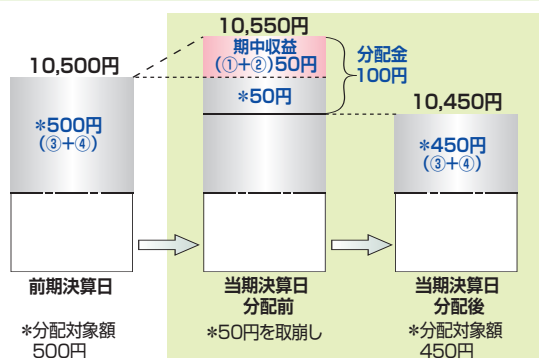 10,500円
*500円
(③+④)
前期決算日
*分配対象額
500円
10,550円
期中収益
(①+②)50円
*50円
分配金
100円
当期決算日
分配前
*50円を取崩し
10,450円
*450円
(③+④)
当期決算日
分配後
*分配対象額
450円